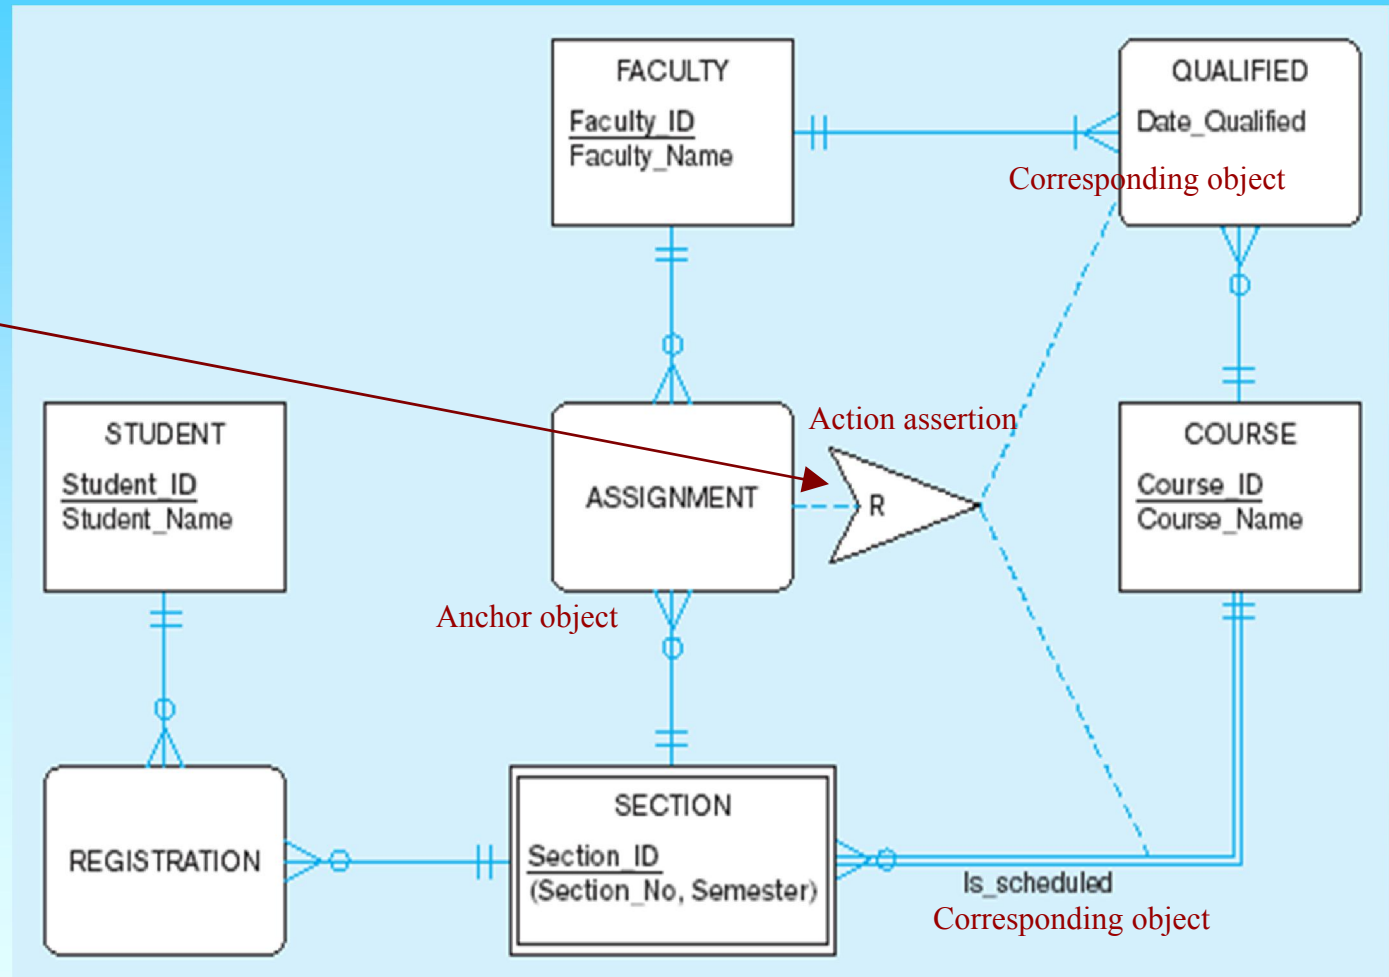 FACULTY
Faculty_ID
Faculty_Name
QUALIFIED
Date_Qualified
Corresponding object
STUDENT
Student_ID
Student_Name
ASSIGNMENT
Action assertion
R
COURSE
Course_ID
Course_Name
Anchor object
REGISTRATION
SECTION
Section_ID
(Section_No, Semester)
Is_scheduled
Corresponding object